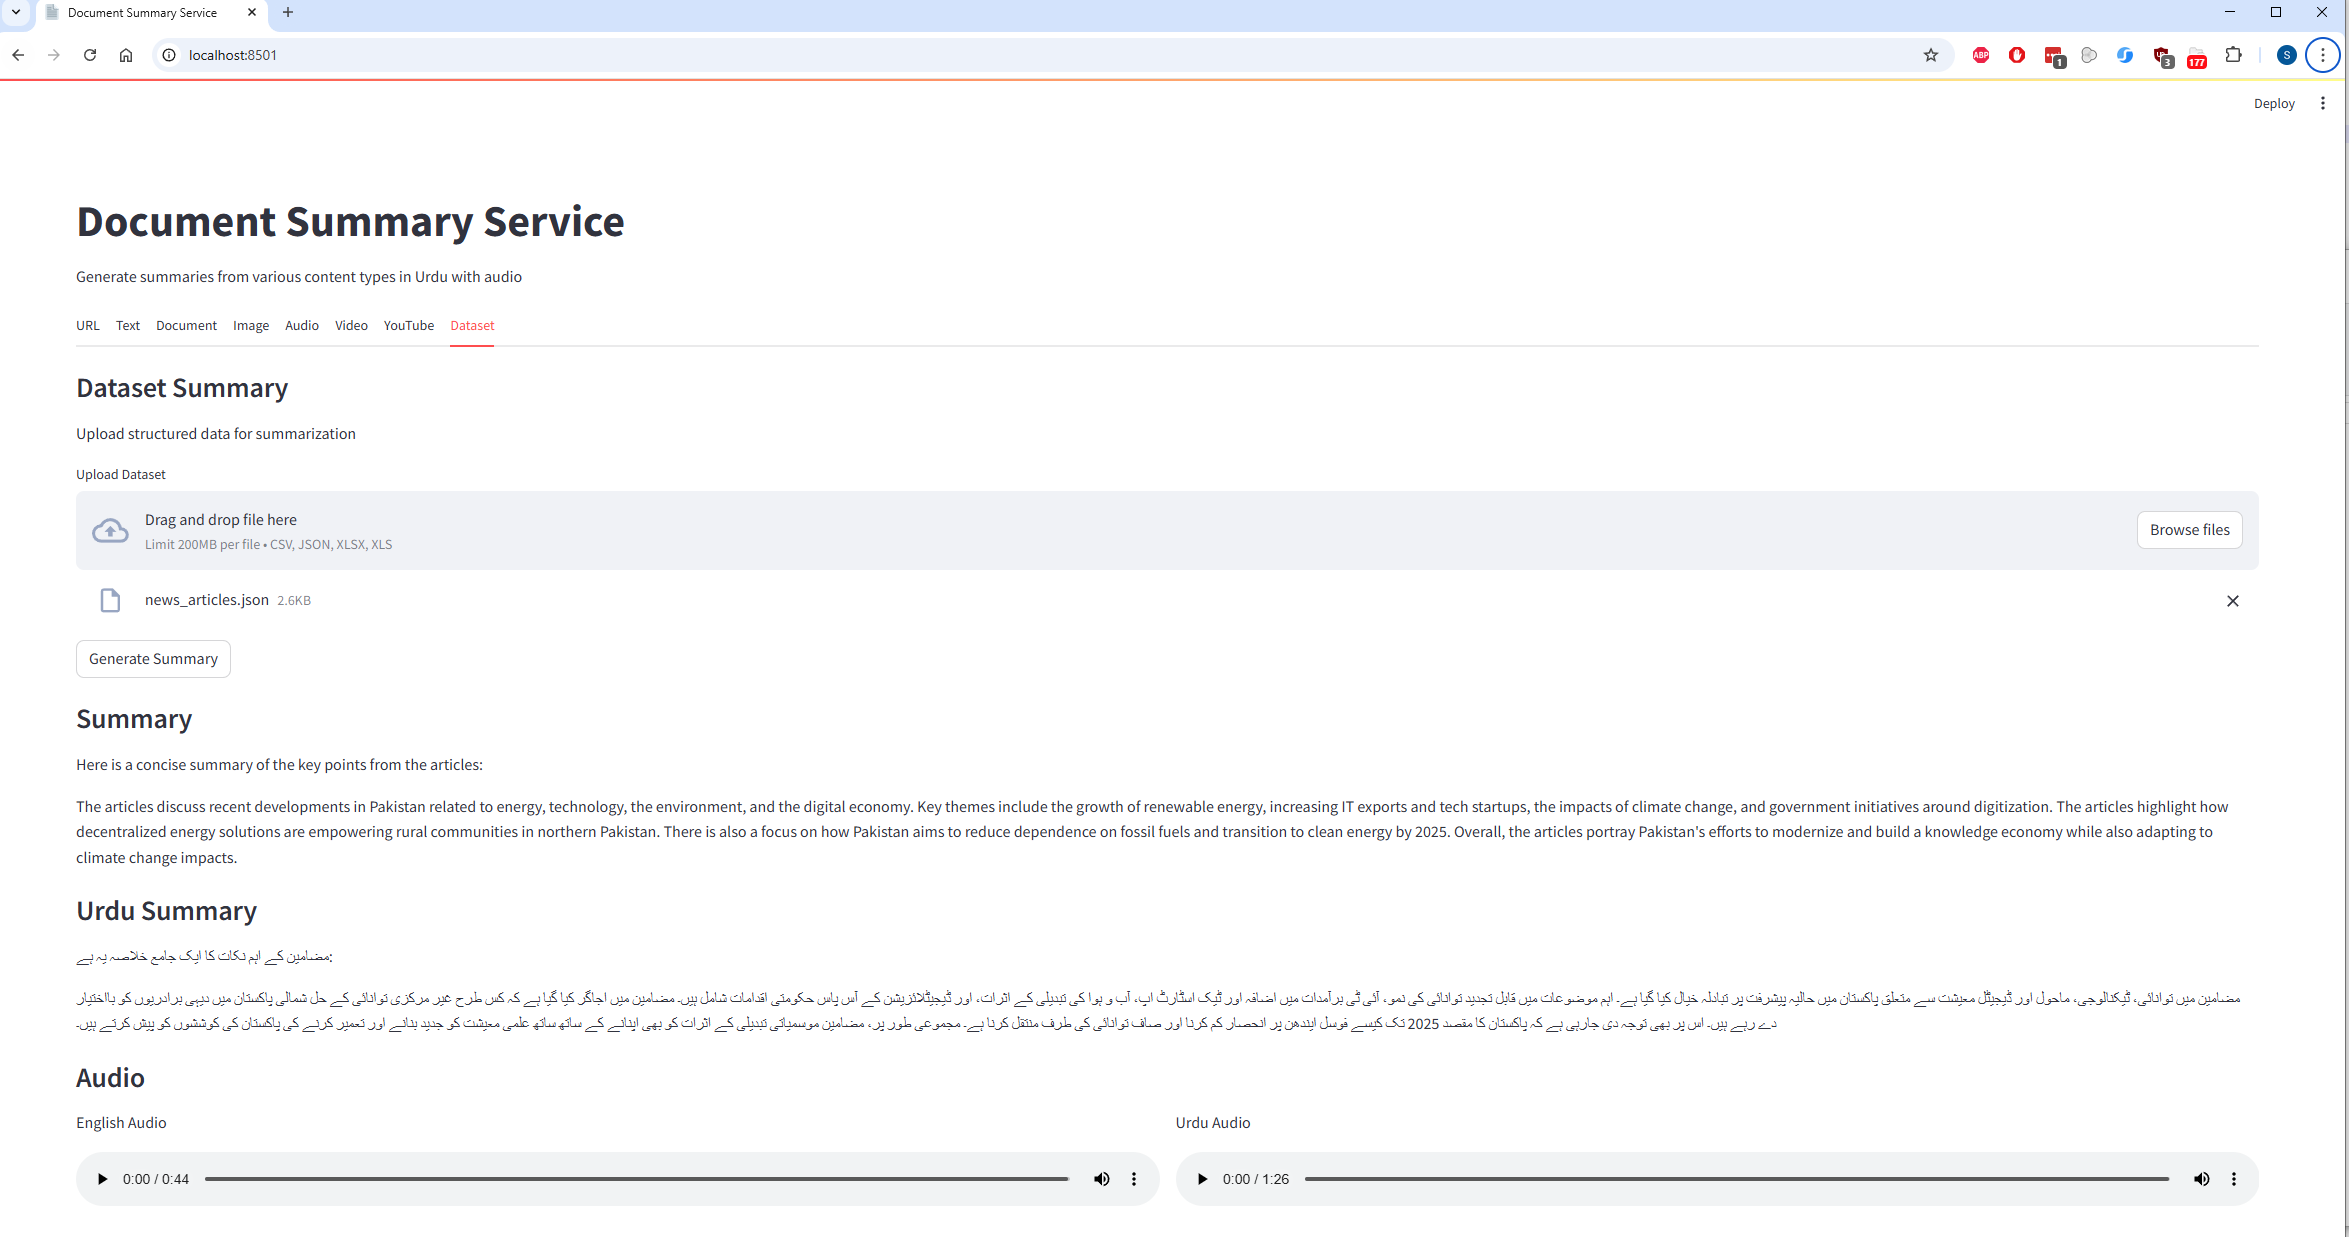 Document Summary Service
localhost:8501
ABP
1
3
177
S
Deploy
Document Summary Service
Generate summaries from various content types in Urdu with audio
URL Text Document Image Audio Video YouTube Dataset
Dataset Summary
Upload structured data for summarization
Upload Dataset
Drag and drop file here
Limit 200MB per file • CSV, JSON, XLSX, XLS
Browse files
news_articles.json 2.6KB
Generate Summary
Summary
Here is a concise summary of the key points from the articles:
The articles discuss recent developments in Pakistan related to energy, technology, the environment, and the digital economy. Key themes include the growth of renewable energy, increasing IT exports and tech startups, the impacts of climate change, and government initiatives around digitization. The articles highlight how
decentralized energy solutions are empowering rural communities in northern Pakistan. There is also a focus on how Pakistan aims to reduce dependence on fossil fuels and transition to clean energy by 2025. Overall, the articles portray Pakistan's efforts to modernize and build a knowledge economy while also adapting to
climate change impacts.
Urdu Summary
مضامین کے اہم نکات کا ایک جامع خلاصہ یہ ہے:
مضامین میں توانائی، ٹیکنالوجی، ماحول اور ڈیجیٹل معیشت سے متعلق پاکستان میں حالیہ پیشرفت پر تبادلہ خیال کیا گیا ہے۔ اہم موضوعات میں قابل تجدید توانائی کی نمو، آئی ٹی برآمدات میں اضافہ اور ٹیک اسٹارٹ اپ، آب و ہوا کی تبدیلی کے اثرات، اور ڈیجیٹلائزیشن کے آس پاس حکومتی اقدامات شامل ہیں۔ مضامین میں اجاگر کیا گیا ہے کہ کس طرح غیر مرکزی توانائی کے حل شمالی پاکستان میں دیہی برادریوں کو بااختیار
دے رہے ہیں۔ اس پر بھی توجہ دی جارہی ہے کہ پاکستان کا مقصد 2025 تک کیسے فوسل ایندھن پر انحصار کم کرنا اور صاف توانائی کی طرف منتقل کرنا ہے۔ مجموعی طور پر، مضامین موسمیاتی تبدیلی کے اثرات کو بھی اپنانے کے ساتھ ساتھ علمی معیشت کو جدید بنانے اور تعمیر کرنے کی پاکستان کی کوششوں کو پیش کرتے ہیں۔
Audio
English Audio
Urdu Audio
0:00 / 0:44
0:00 / 1:26